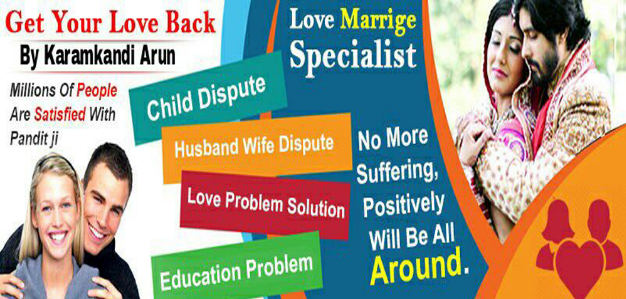 Get Your Love Back
By Karamkandi Arun
Millions Of People
Are Satisfied With
Pandit ji
Child Dispute
Husband Wife Dispute
Love Problem Solution
Education Problem
Love Marrige
Specialist
No More
Suffering,
Positively
Will Be All
Around.